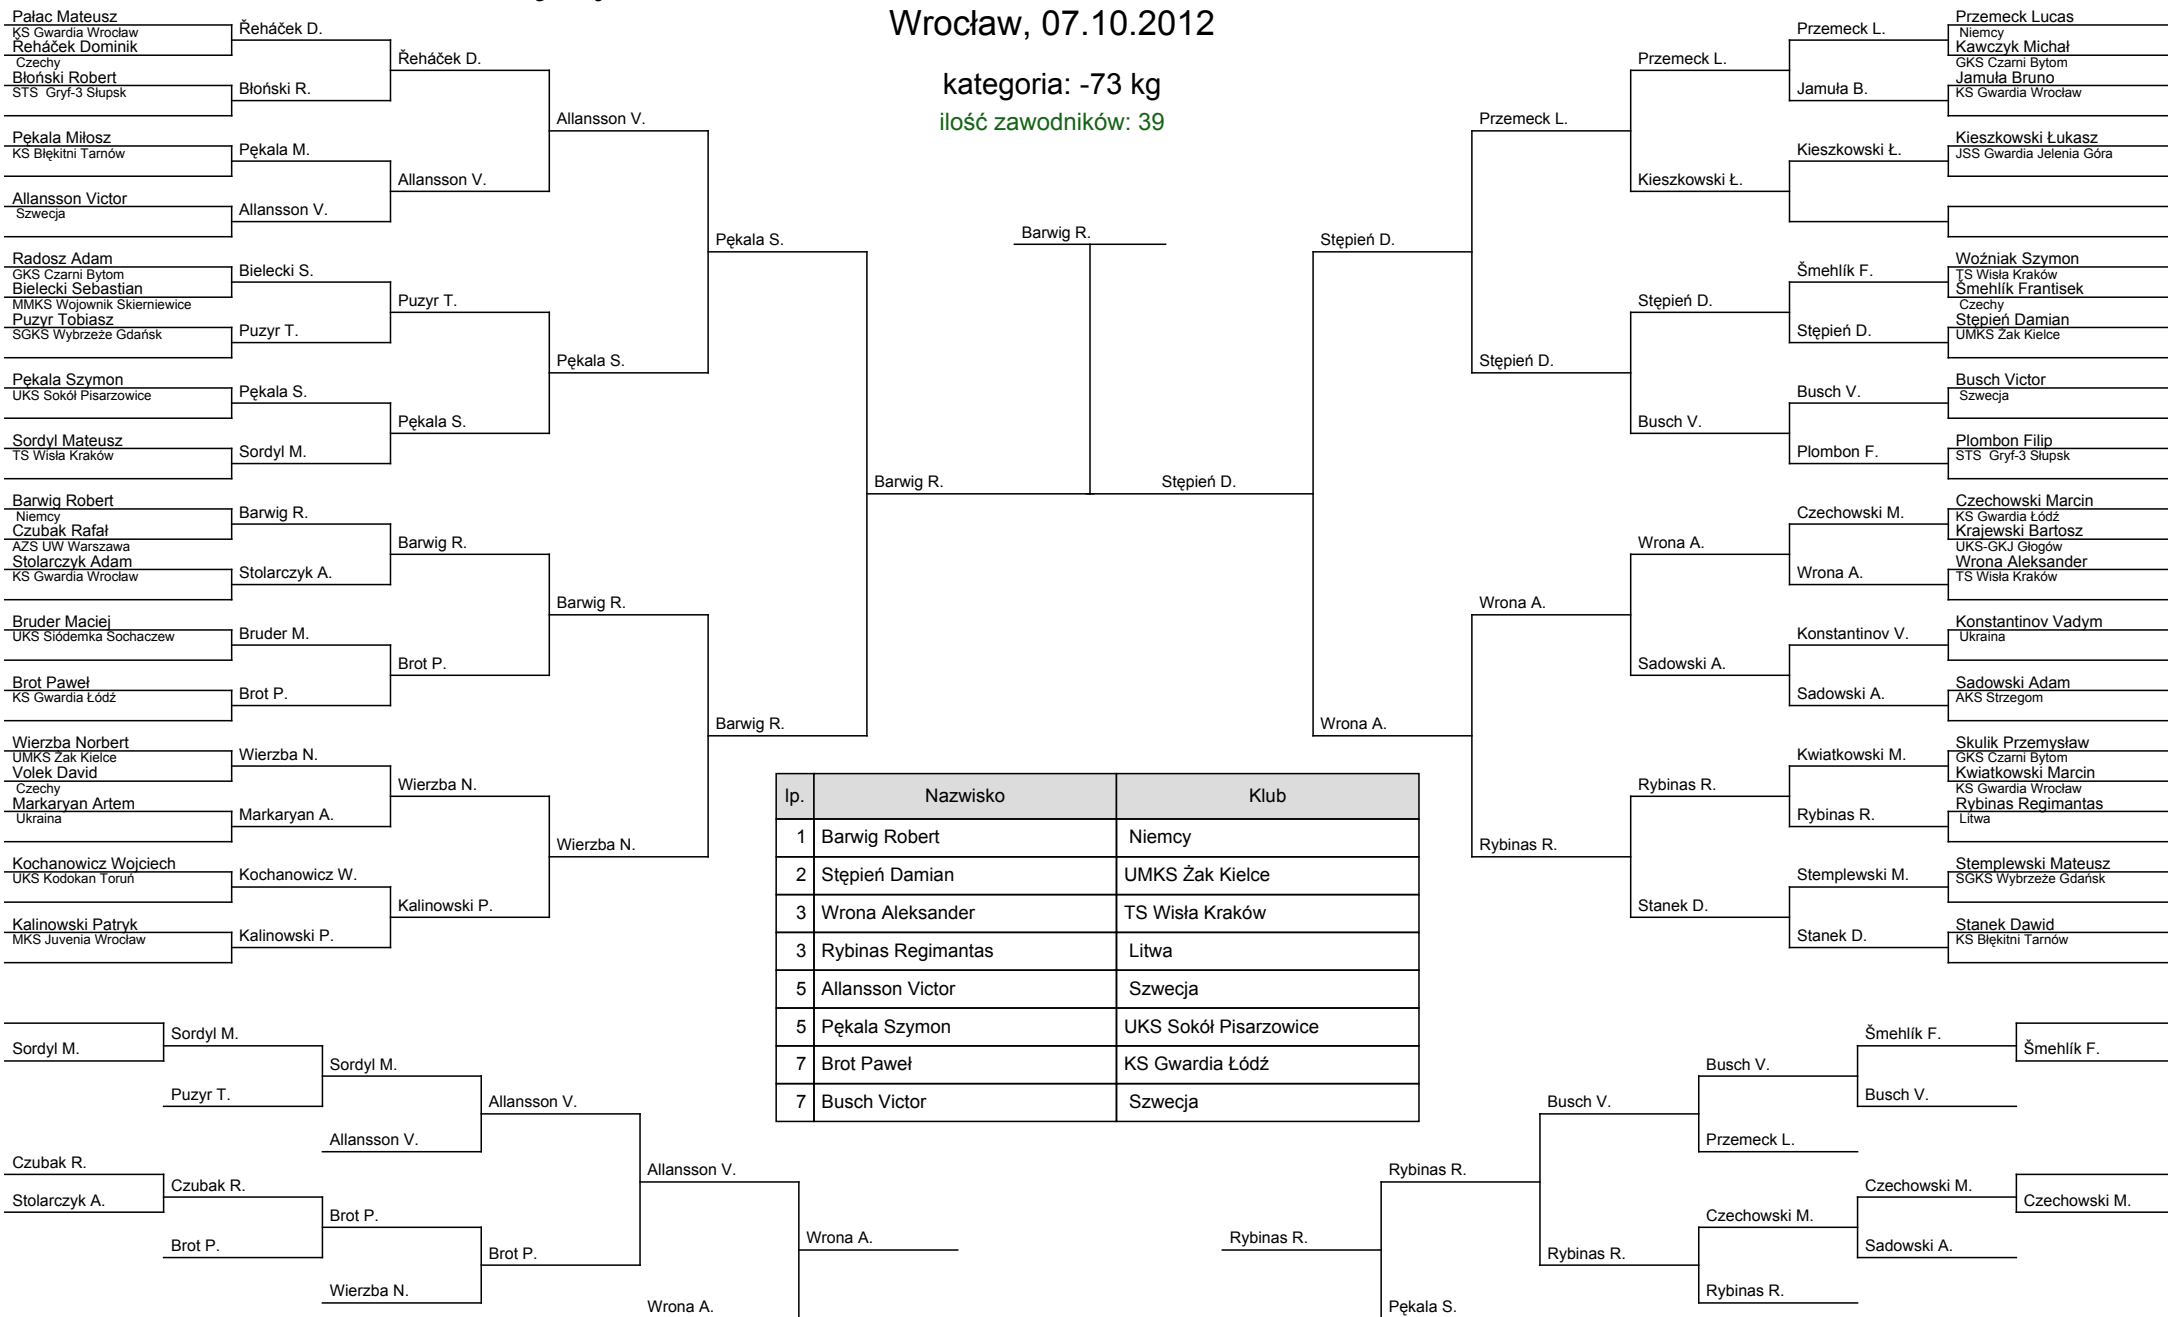 Wrocław, 07.10.2012
kategoria: -73 kg
ilość zawodników: 39
Pałac Mateusz
KS Gwardia Wrocław
Řeháček Dominik
Czechy
Błoński Robert
STS Gryf-3 Słupsk
Pękala Miłosz
KS Błękitni Tarnów
Allansson Victor
Szwecja
Radosz Adam
GKS Czarni Bytom
Bielecki Sebastian
MMKS Wojownik Skierniewice
Puzyr Tobiasz
SGKS Wybrzeże Gdańsk
Pękala Szymon
UKS Sokół Pisarzowice
Sordyl Mateusz
TS Wisła Kraków
Barwig Robert
Niemcy
Czubak Rafał
AZS UW Warszawa
Stolarczyk Adam
KS Gwardia Wrocław
Bruder Maciej
UKS Siódemka Sochaczew
Brot Paweł
KS Gwardia Łódź
Wierzba Norbert
UMKS Żak Kielce
Volek David
Czechy
Markaryan Artem
Ukraina
Kochanowicz Wojciech
UKS Kodokan Toruń
Kalinowski Patryk
MKS Juvenia Wrocław
Řeháček D.
Błoński R.
Pękala M.
Allansson V.
Bielecki S.
Puzyr T.
Pękala S.
Sordyl M.
Barwig R.
Stolarczyk A.
Bruder M.
Brot P.
Wierzba N.
Markaryan A.
Kochanowicz W.
Kalinowski P.
Řeháček D.
Allansson V.
Puzyr T.
Pękala S.
Barwig R.
Brot P.
Wierzba N.
Kalinowski P.
Allansson V.
Pękala S.
Barwig R.
Wierzba N.
Pękala S.
Barwig R.
Barwig R.
Barwig R.
Stępień D.
Stępień D.
Wrona A.
Przemeck L.
Stępień D.
Wrona A.
Rybinas R.
Przemeck L.
Kieszkowski Ł.
Stępień D.
Busch V.
Wrona A.
Sadowski A.
Rybinas R.
Stanek D.
Przemeck L.
Jamuła B.
Kieszkowski Ł.
Šmehlík F.
Stępień D.
Busch V.
Plombon F.
Czechowski M.
Wrona A.
Konstantinov V.
Sadowski A.
Kwiatkowski M.
Rybinas R.
Stemplewski M.
Stanek D.
Przemeck Lucas
Niemcy
Kawczyk Michał
GKS Czarni Bytom
Jamuła Bruno
KS Gwardia Wrocław
Kieszkowski Łukasz
JSS Gwardia Jelenia Góra
Woźniak Szymon
TS Wisła Kraków
Šmehlík Frantisek
Czechy
Stępień Damian
UMKS Żak Kielce
Busch Victor
Szwecja
Plombon Filip
STS Gryf-3 Słupsk
Czechowski Marcin
KS Gwardia Łódź
Krajewski Bartosz
UKS-GKJ Głogów
Wrona Aleksander
TS Wisła Kraków
Konstantinov Vadym
Ukraina
Sadowski Adam
AKS Strzegom
Skulik Przemysław
GKS Czarni Bytom
Kwiatkowski Marcin
KS Gwardia Wrocław
Rybinas Regimantas
Litwa
Stemplewski Mateusz
SGKS Wybrzeże Gdańsk
Stanek Dawid
KS Błękitni Tarnów
lp. Nazwisko Klub
1 Barwig Robert Niemcy
2 Stępień Damian UMKS Żak Kielce
3 Wrona Aleksander TS Wisła Kraków
3 Rybinas Regimantas Litwa
5 Allansson Victor Szwecja
5 Pękala Szymon UKS Sokół Pisarzowice
7 Brot Paweł KS Gwardia Łódź
7 Busch Victor Szwecja
Sordyl M.
Czubak R.
Stolarczyk A.
Sordyl M.
Puzyr T.
Czubak R.
Brot P.
Sordyl M.
Allansson V.
Brot P.
Wierzba N.
Allansson V.
Brot P.
Allansson V.
Wrona A.
Wrona A.
Rybinas R.
Rybinas R.
Pękala S.
Busch V.
Rybinas R.
Busch V.
Przemeck L.
Czechowski M.
Rybinas R.
Šmehlík F.
Busch V.
Czechowski M.
Sadowski A.
Šmehlík F.
Czechowski M.